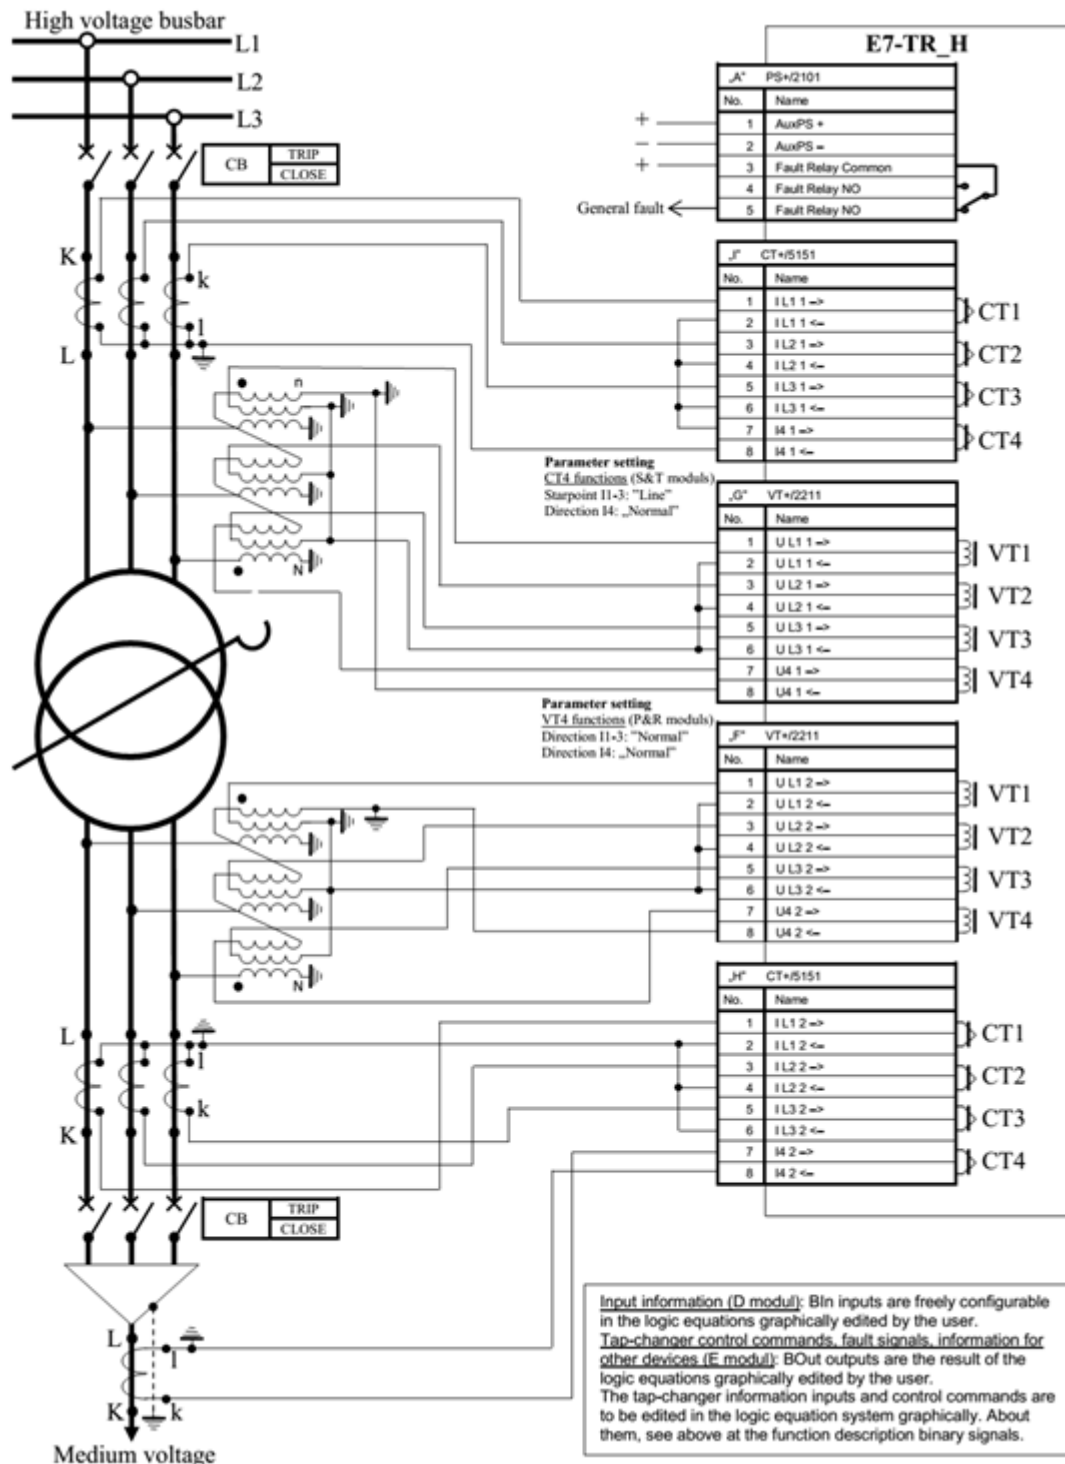 High voltage busbar
L1
L2
L3
CB
TRIP
CLOSE
E7-TR_H
„A" PS+/2101
No. Name
1 AuxPS +
2 AuxPS -
3 Fault Relay Common
4 Fault Relay NO
5 Fault Relay NO
+
-
+
General fault
K
k
l
L
„J" CT+/5151
No. Name
1 I L1 1 =>
2 I L1 1 <=
3 I L2 1 =>
4 I L2 1 <=
5 I L3 1 =>
6 I L3 1 <=
7 I4 1 =>
8 I4 1 <=
CT1
CT2
CT3
CT4
n
N
Parameter setting
CT4 functions (S&T moduls)
Starpoint I1-3: "Line"
Direction I4: „Normal"
„G" VT+/2211
No. Name
1 U L1 1 =>
2 U L1 1 <=
3 U L2 1 =>
4 U L2 1 <=
5 U L3 1 =>
6 U L3 1 <=
7 U4 1 =>
8 U4 1 <=
VT1
VT2
VT3
VT4
Parameter setting
VT4 functions (P&R moduls)
Direction I1-3: "Normal"
Direction I4: „Normal"
„F" VT+/2211
No. Name
1 U L1 2 =>
2 U L1 2 <=
3 U L2 2 =>
4 U L2 2 <=
5 U L3 2 =>
6 U L3 2 <=
7 U4 2 =>
8 U4 2 <=
VT1
VT2
VT3
VT4
N
„H" CT+/5151
No. Name
1 I L1 2 =>
2 I L1 2 <=
3 I L2 2 =>
4 I L2 2 <=
5 I L3 2 =>
6 I L3 2 <=
7 I4 2 =>
8 I4 2 <=
CT1
CT2
CT3
CT4
L
l
k
K
CB
TRIP
CLOSE
L
l
K
k
Medium voltage
Input information (D modul): BIn inputs are freely configurable
in the logic equations graphically edited by the user.
Tap-changer control commands, fault signals, information for
other devices (E modul): BOut outputs are the result of the
logic equations graphically edited by the user.
The tap-changer information inputs and control commands are
to be edited in the logic equation system graphically. About
them, see above at the function description binary signals.